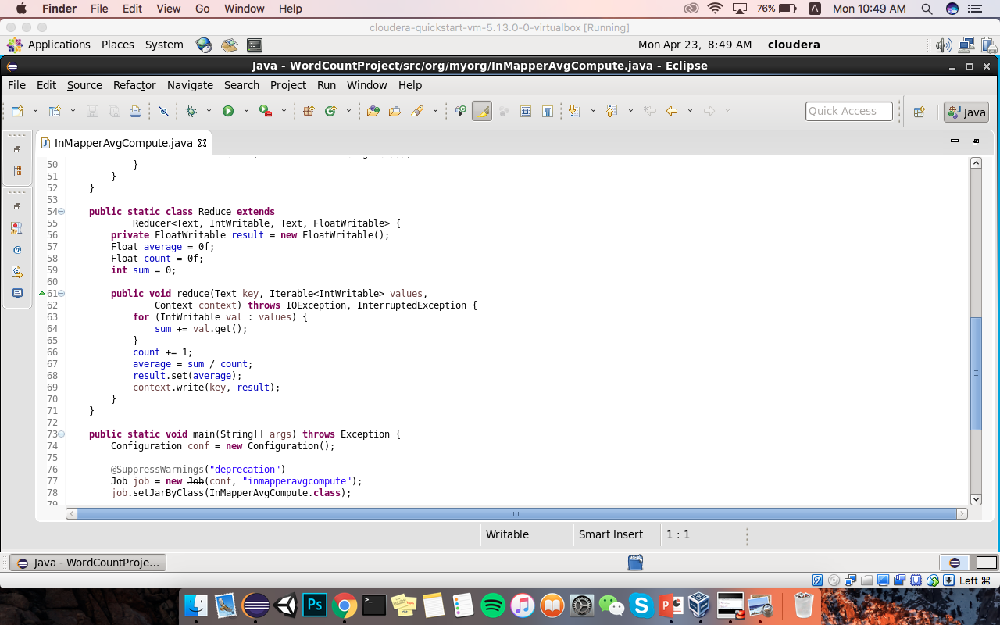 Finder File Edit View Go Window Help 76% A Mon 10:49 AM
cloudera-quickstart-vm-5.13.0-0-virtualbox [Running]
Applications Places System Mon Apr 23, 8:49 AM cloudera
Java - WordCountProject/src/org/myorg/InMapperAvgCompute.java - Eclipse
File Edit Source Refactor Navigate Search Project Run Window Help
Quick Access Java
InMapperAvgCompute.java
50 }
51 }
52 }
53
54 public static class Reduce extends
55 Reducer<Text, IntWritable, Text, FloatWritable> {
56 private FloatWritable result = new FloatWritable();
57 Float average = 0f;
58 Float count = 0f;
59 int sum = 0;
60
61 public void reduce(Text key, Iterable<IntWritable> values,
62 Context context) throws IOException, InterruptedException {
63 for (IntWritable val : values) {
64 sum += val.get();
65 }
66 count += 1;
67 average = sum / count;
68 result.set(average);
69 context.write(key, result);
70 }
71 }
72
73 public static void main(String[] args) throws Exception {
74 Configuration conf = new Configuration();
75
76 @SuppressWarnings("deprecation")
77 Job job = new Job(conf, "inmapperavgcompute");
78 job.setJarByClass(InMapperAvgCompute.class);
79
Writable Smart Insert 1 : 1
Java - WordCountProje...
Left ⌘
Ps